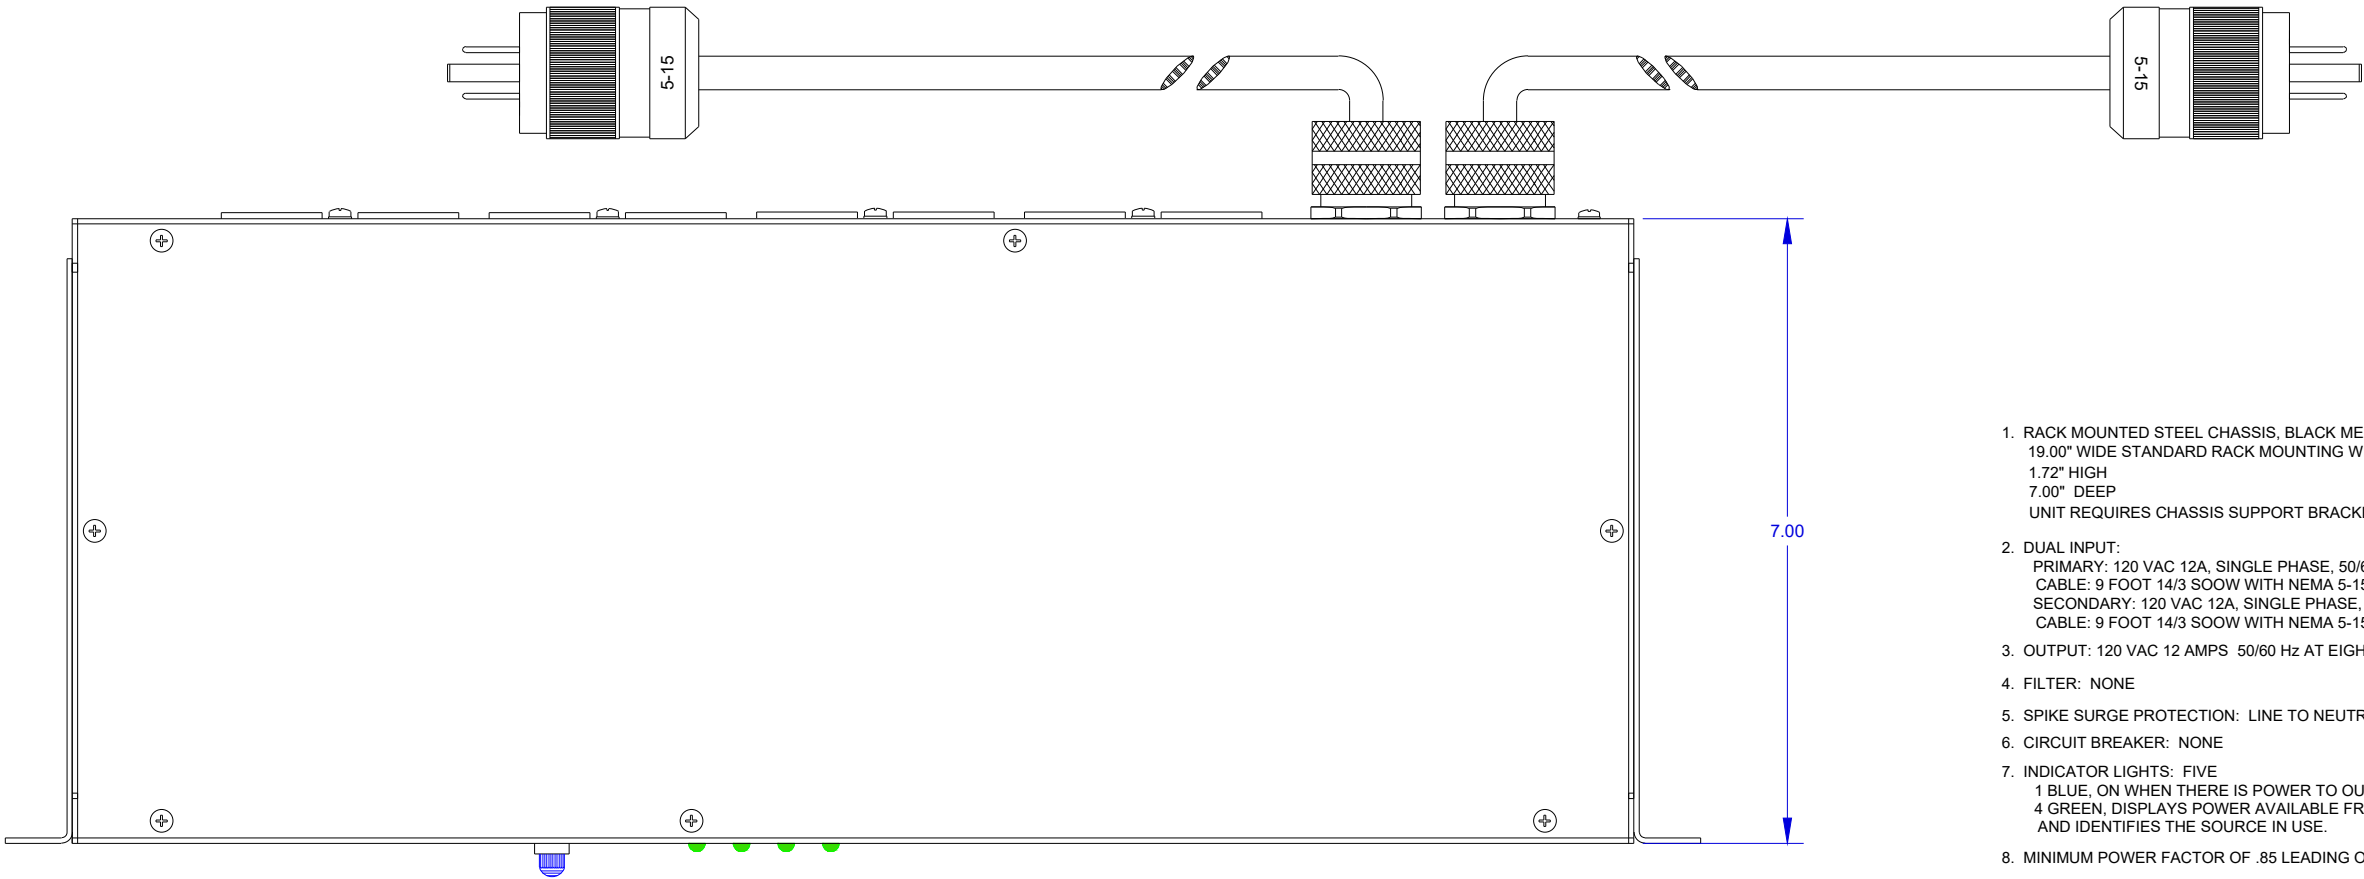 5-15
5-15
7.00
1. RACK MOUNTED STEEL CHASSIS, BLACK
19.00" WIDE STANDARD RACK MOUNTING
1.72" HIGH
7.00" DEEP
UNIT REQUIRES CHASSIS SUPPORT
2. DUAL INPUT:
PRIMARY: 120 VAC 12A, SINGLE PHASE,
CABLE: 9 FOOT 14/3 SOOW WITH NEMA 5-15
SECONDARY: 120 VAC 12A, SINGLE PHASE,
CABLE: 9 FOOT 14/3 SOOW WITH NEMA 5-15
3. OUTPUT: 120 VAC 12 AMPS 50/60 Hz AT
4. FILTER: NONE
5. SPIKE SURGE PROTECTION: LINE TO
6. CIRCUIT BREAKER: NONE
7. INDICATOR LIGHTS: FIVE
1 BLUE, ON WHEN THERE IS POWER TO
4 GREEN, DISPLAYS POWER AVAILABLE
AND IDENTIFIES THE SOURCE IN USE.
8. MINIMUM POWER FACTOR OF .85 LEADING